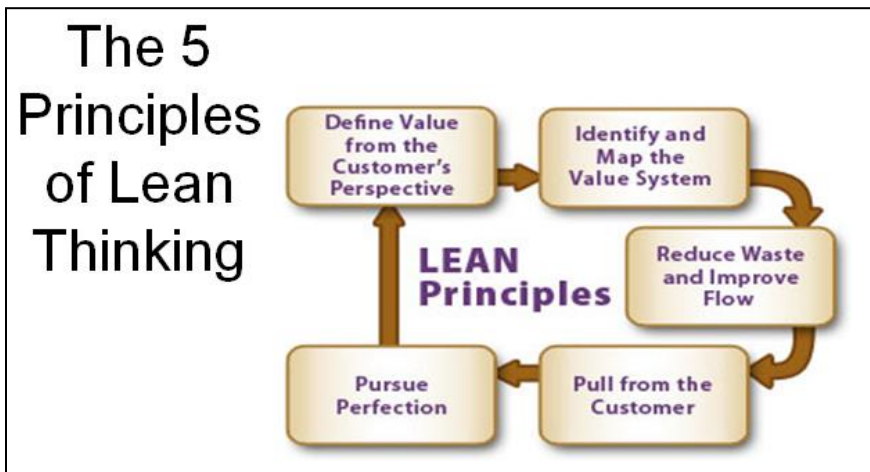 The 5
Principles
of Lean
Thinking
Define Value
from the
Customer's
Perspective
Identify and
Map the
Value System
Reduce Waste
and Improve
Flow
LEAN
Principles
Pull from the
Customer
Pursue
Perfection